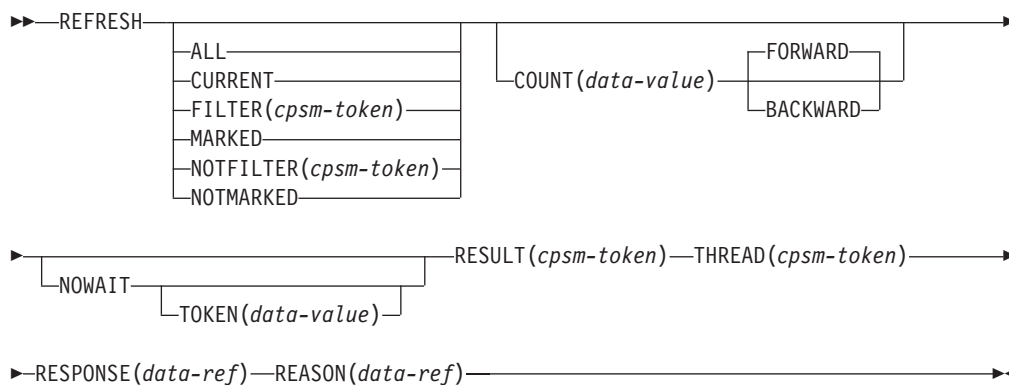 REFRESH
ALL
CURRENT
FILTER(cpsm-token)
MARKED
NOTFILTER(cpsm-token)
NOTMARKED
COUNT(data-value)
FORWARD
BACKWARD
NOWAIT
TOKEN(data-value)
RESULT(cpsm-token) THREAD(cpsm-token)
RESPONSE(data-ref) REASON(data-ref)